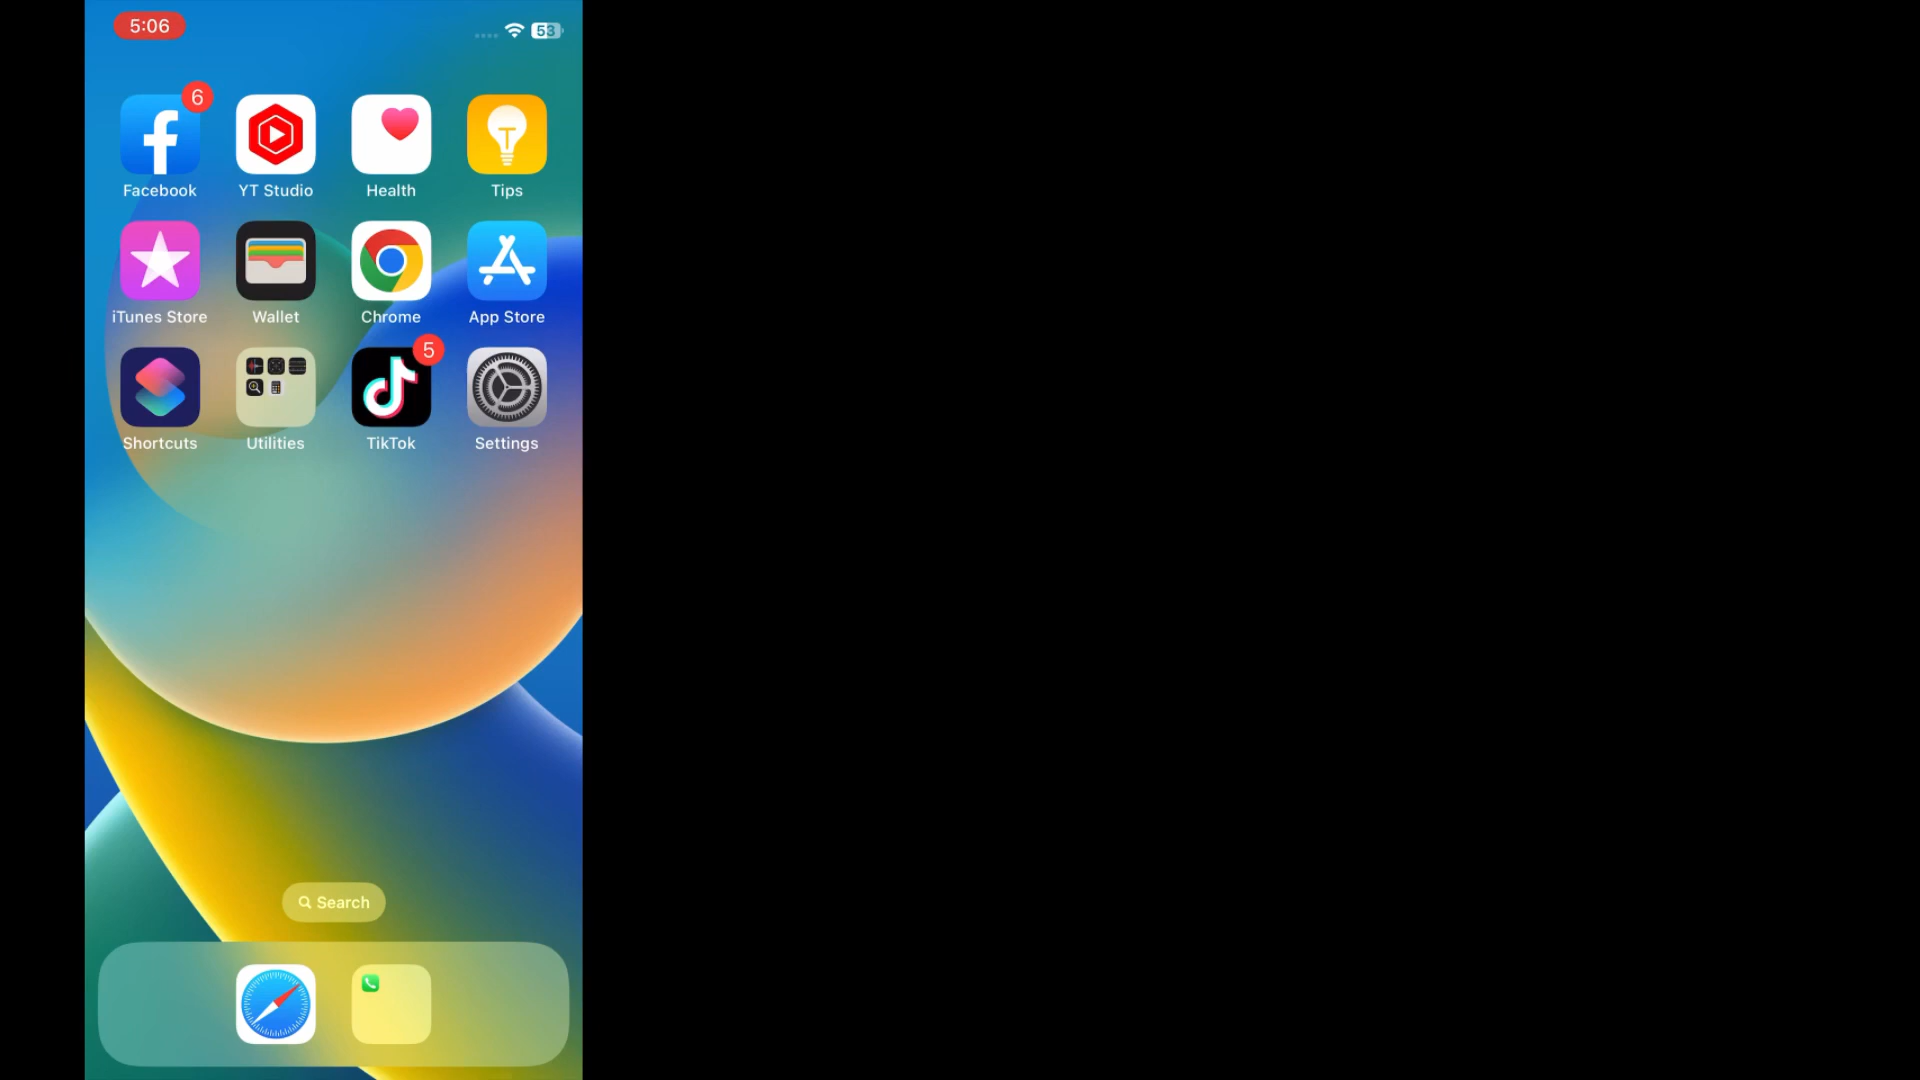 5:06
53
6
Facebook
YT Studio
Health
Tips
iTunes Store
Wallet
Chrome
App Store
5
Shortcuts
Utilities
TikTok
Settings
Search